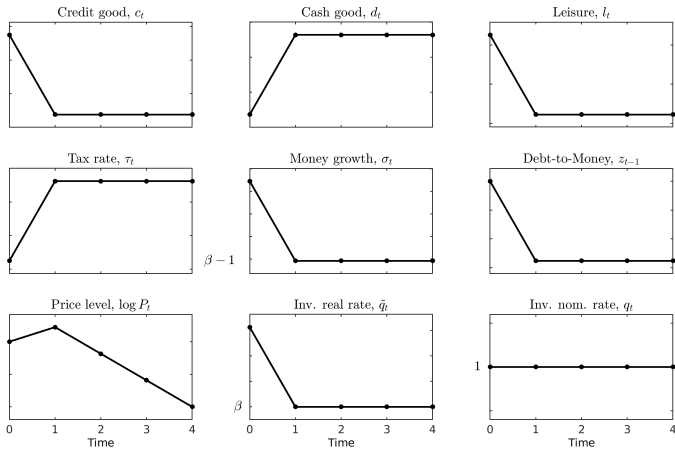 Credit good, c_t
Cash good, d_t
Leisure, l_t
Tax rate, τ_t
Money growth, σ_t
Debt-to-Money, z_{t−1}
β − 1
Price level, log P_t
Inv. real rate, q̃_t
Inv. nom. rate, q_t
β
1
0 1 2 3 4
0 1 2 3 4
0 1 2 3 4
Time
Time
Time